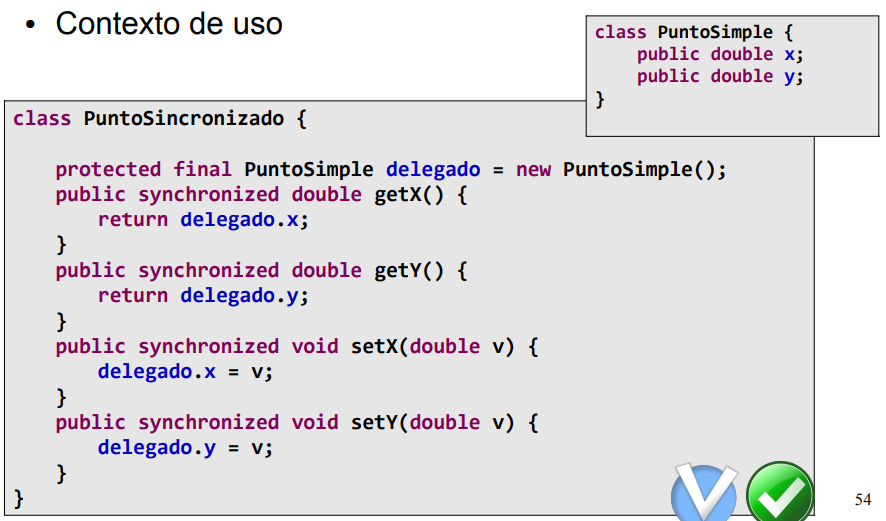 • Contexto de uso
class PuntoSimple {
    public double x;
    public double y;
}
class PuntoSincronizado {
    protected final PuntoSimple delegado = new PuntoSimple();
    public synchronized double getX() {
        return delegado.x;
    }
    public synchronized double getY() {
        return delegado.y;
    }
    public synchronized void setX(double v) {
        delegado.x = v;
    }
    public synchronized void setY(double v) {
        delegado.y = v;
    }
}
54